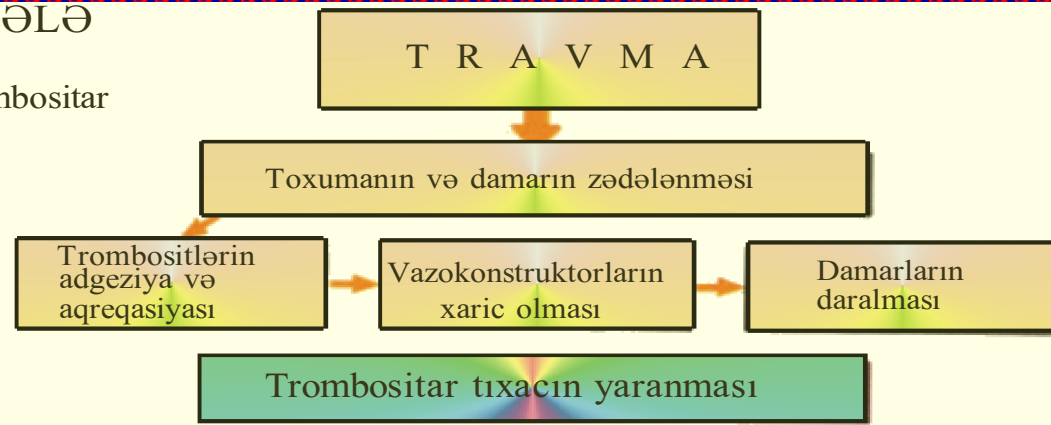 ƏLƏ
T R A V M A
mbositar
Toxumanın və damarın zədələnməsi
Trombositlərin
adgeziya və
aqreqasiyası
Vazokonstruktorların
xaric olması
Damarların
daralması
Trombositar tıxacın yaranması